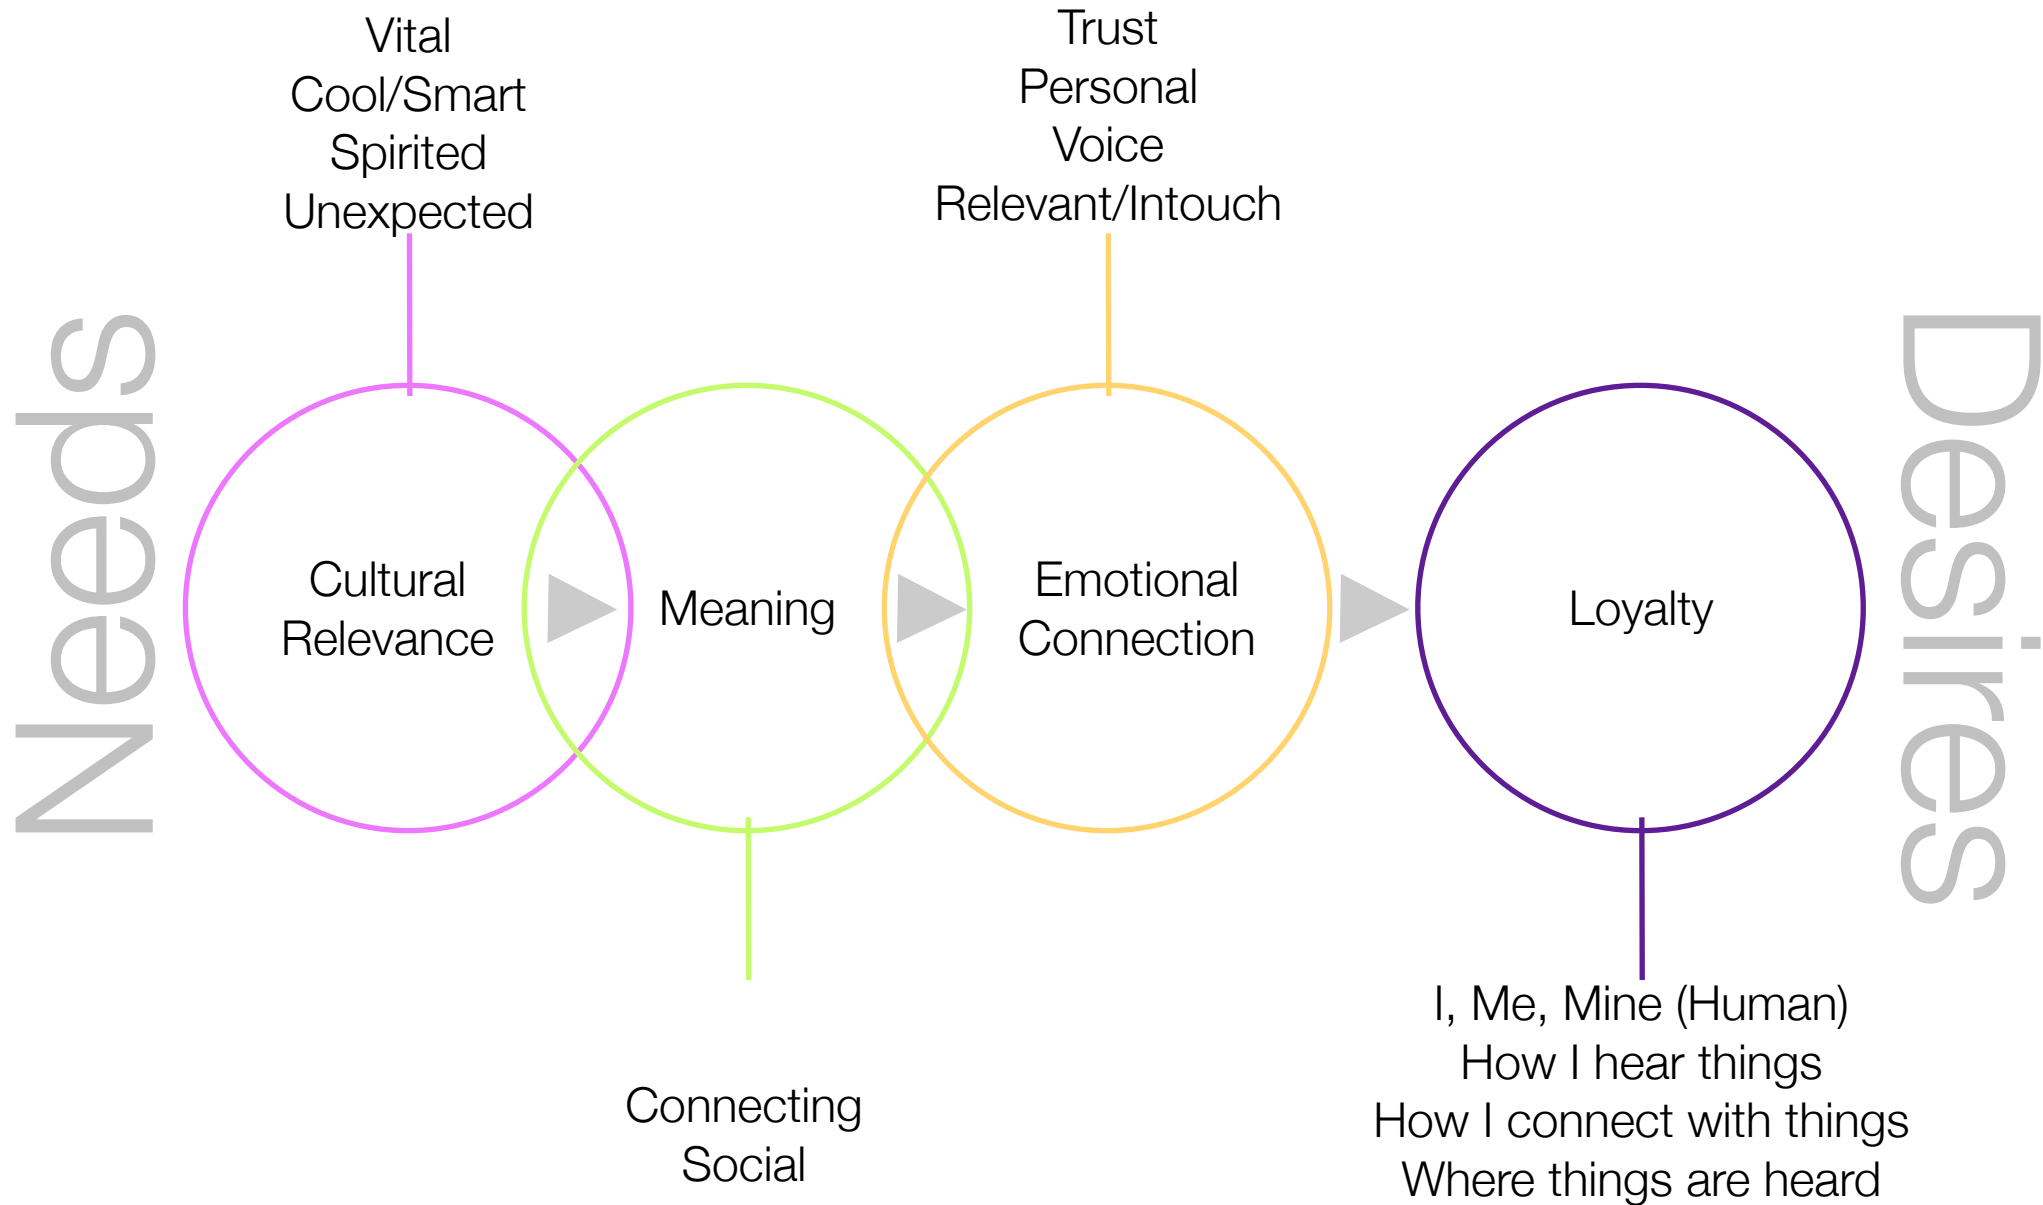 Vital
Cool/Smart
Spirited
Unexpected
Trust
Personal
Voice
Relevant/Intouch
Needs
Cultural
Relevance
Meaning
Emotional
Connection
Loyalty
Desires
Connecting
Social
I, Me, Mine (Human)
How I hear things
How I connect with things
Where things are heard